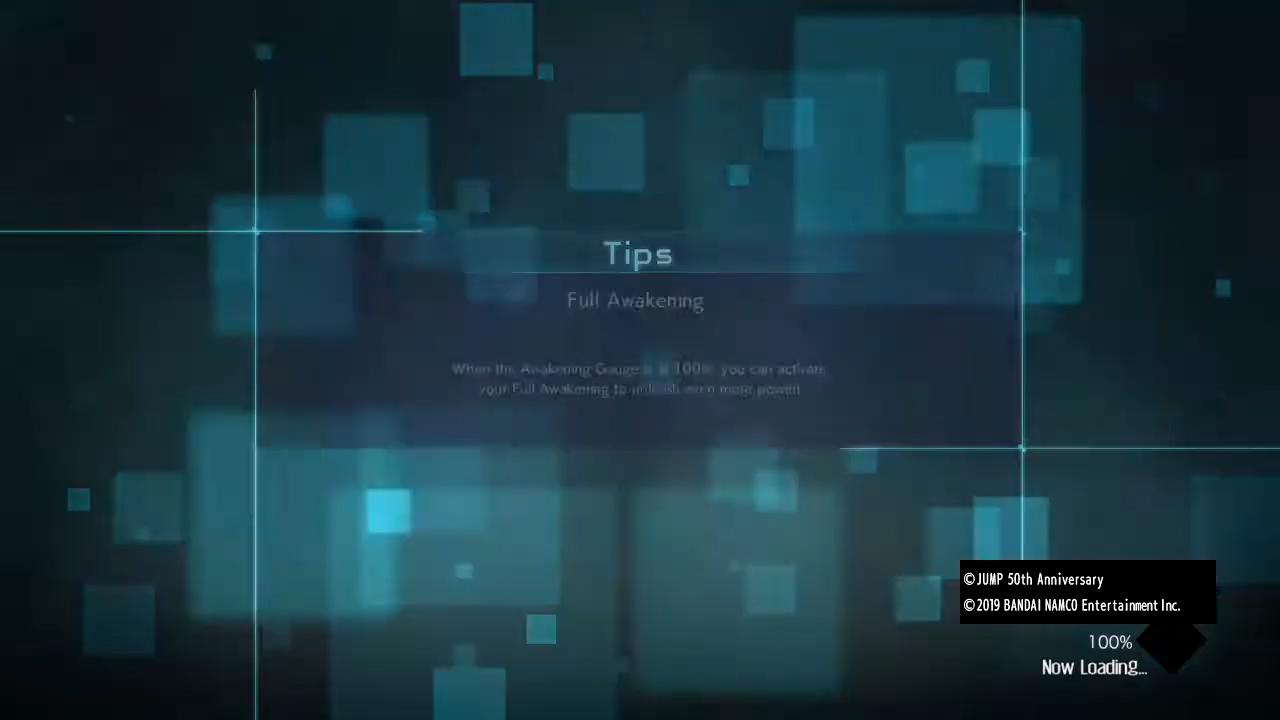 Tips
Full Awakening
When the Awakening Gauge is at 100%, you can activate
your Full Awakening to unleash even more power!
©JUMP 50th Anniversary
©2019 BANDAI NAMCO Entertainment Inc.
100%
Now Loading...